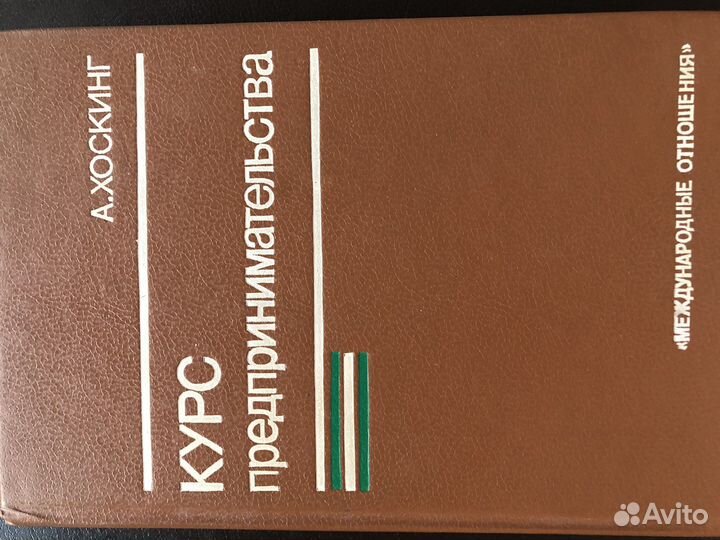 А.ХОСКИНГ
КУРС
предпринимательства
«МЕЖДУНАРОДНЫЕ ОТНОШЕНИЯ»
Avito